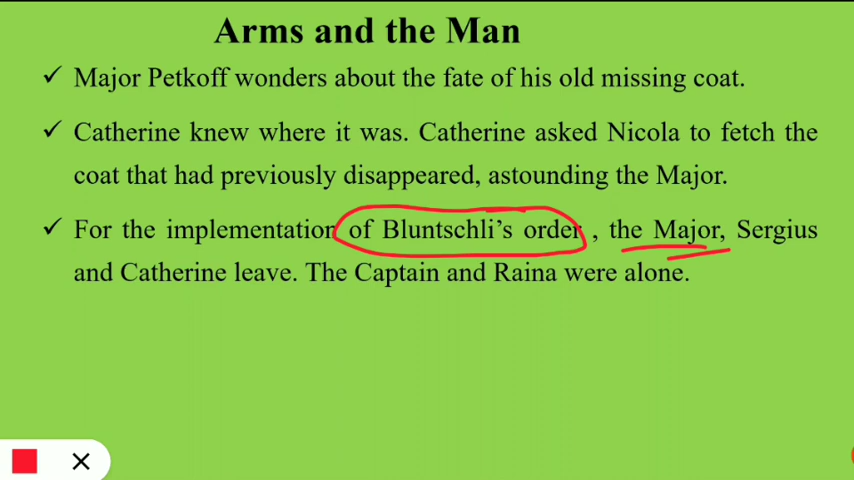 Arms and the Man
✓ Major Petkoff wonders about the fate of his old missing coat.
✓ Catherine knew where it was. Catherine asked Nicola to fetch the
coat that had previously disappeared, astounding the Major.
✓ For the implementation of Bluntschli's order , the Major, Sergius
and Catherine leave. The Captain and Raina were alone.